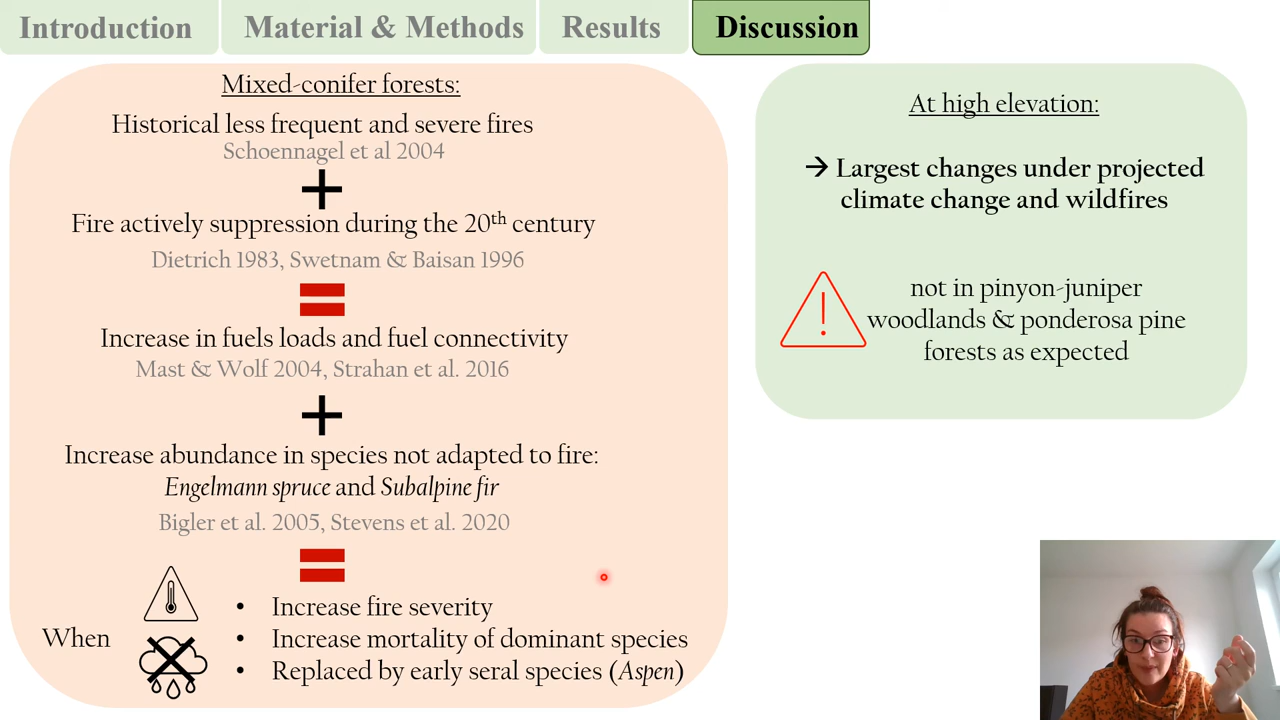 Introduction
Material & Methods
Results
Discussion
Mixed-conifer forests:
Historical less frequent and severe fires
Schoennagel et al 2004
+
Fire actively suppression during the 20th century
Dietrich 1983, Swetnam & Baisan 1996
=
Increase in fuels loads and fuel connectivity
Mast & Wolf 2004, Strahan et al. 2016
+
Increase abundance in species not adapted to fire:
Engelmann spruce and Subalpine fir
Bigler et al. 2005, Stevens et al. 2020
=
When
• Increase fire severity
• Increase mortality of dominant species
• Replaced by early seral species (Aspen)
At high elevation:
→ Largest changes under projected
climate change and wildfires
!
not in pinyon-juniper
woodlands & ponderosa pine
forests as expected